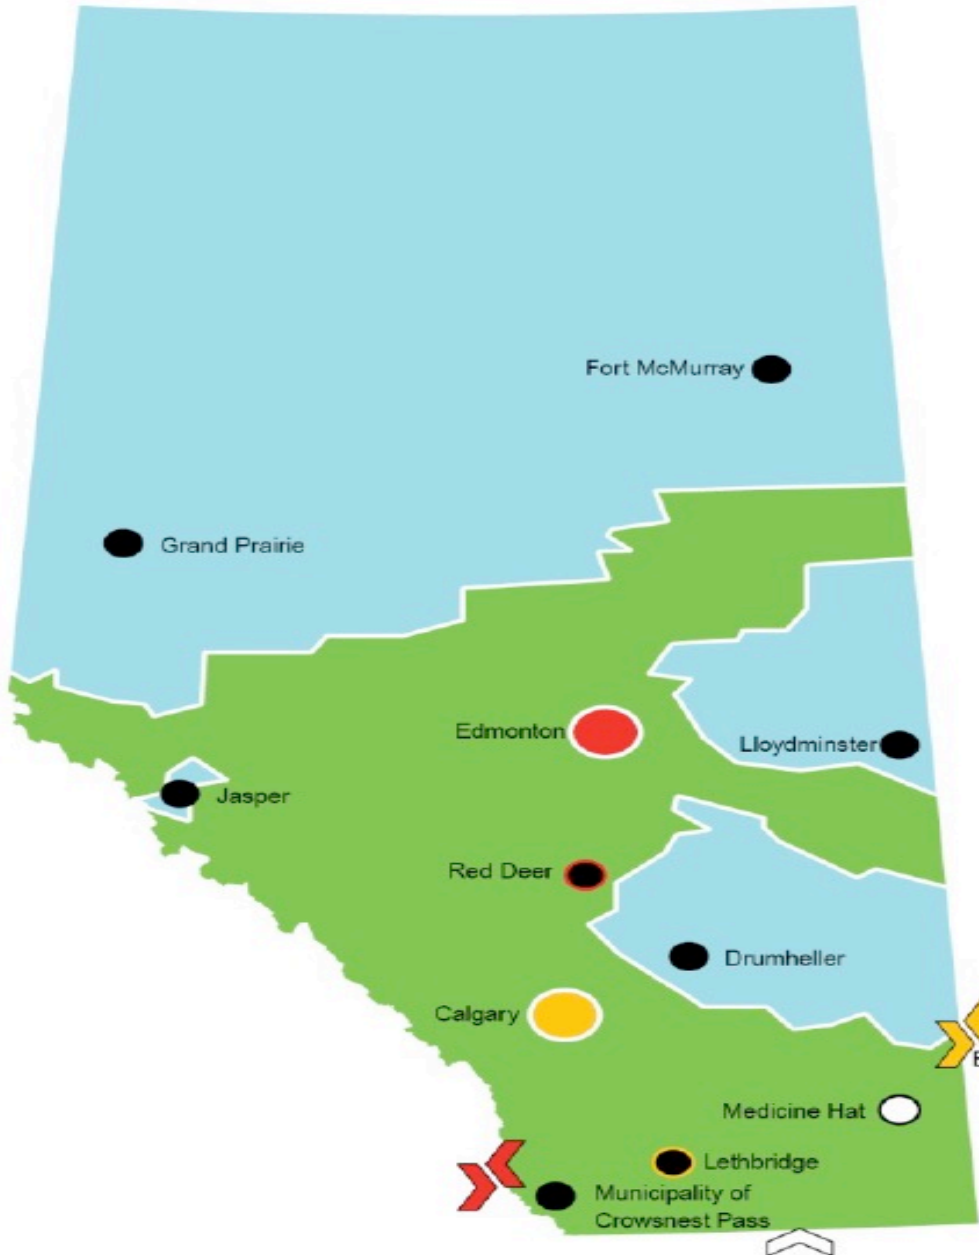 Fort McMurray
Grand Prairie
Edmonton
Lloydminster
Jasper
Red Deer
Drumheller
Calgary
Medicine Hat
Lethbridge
Municipality of
Crowsnest Pass